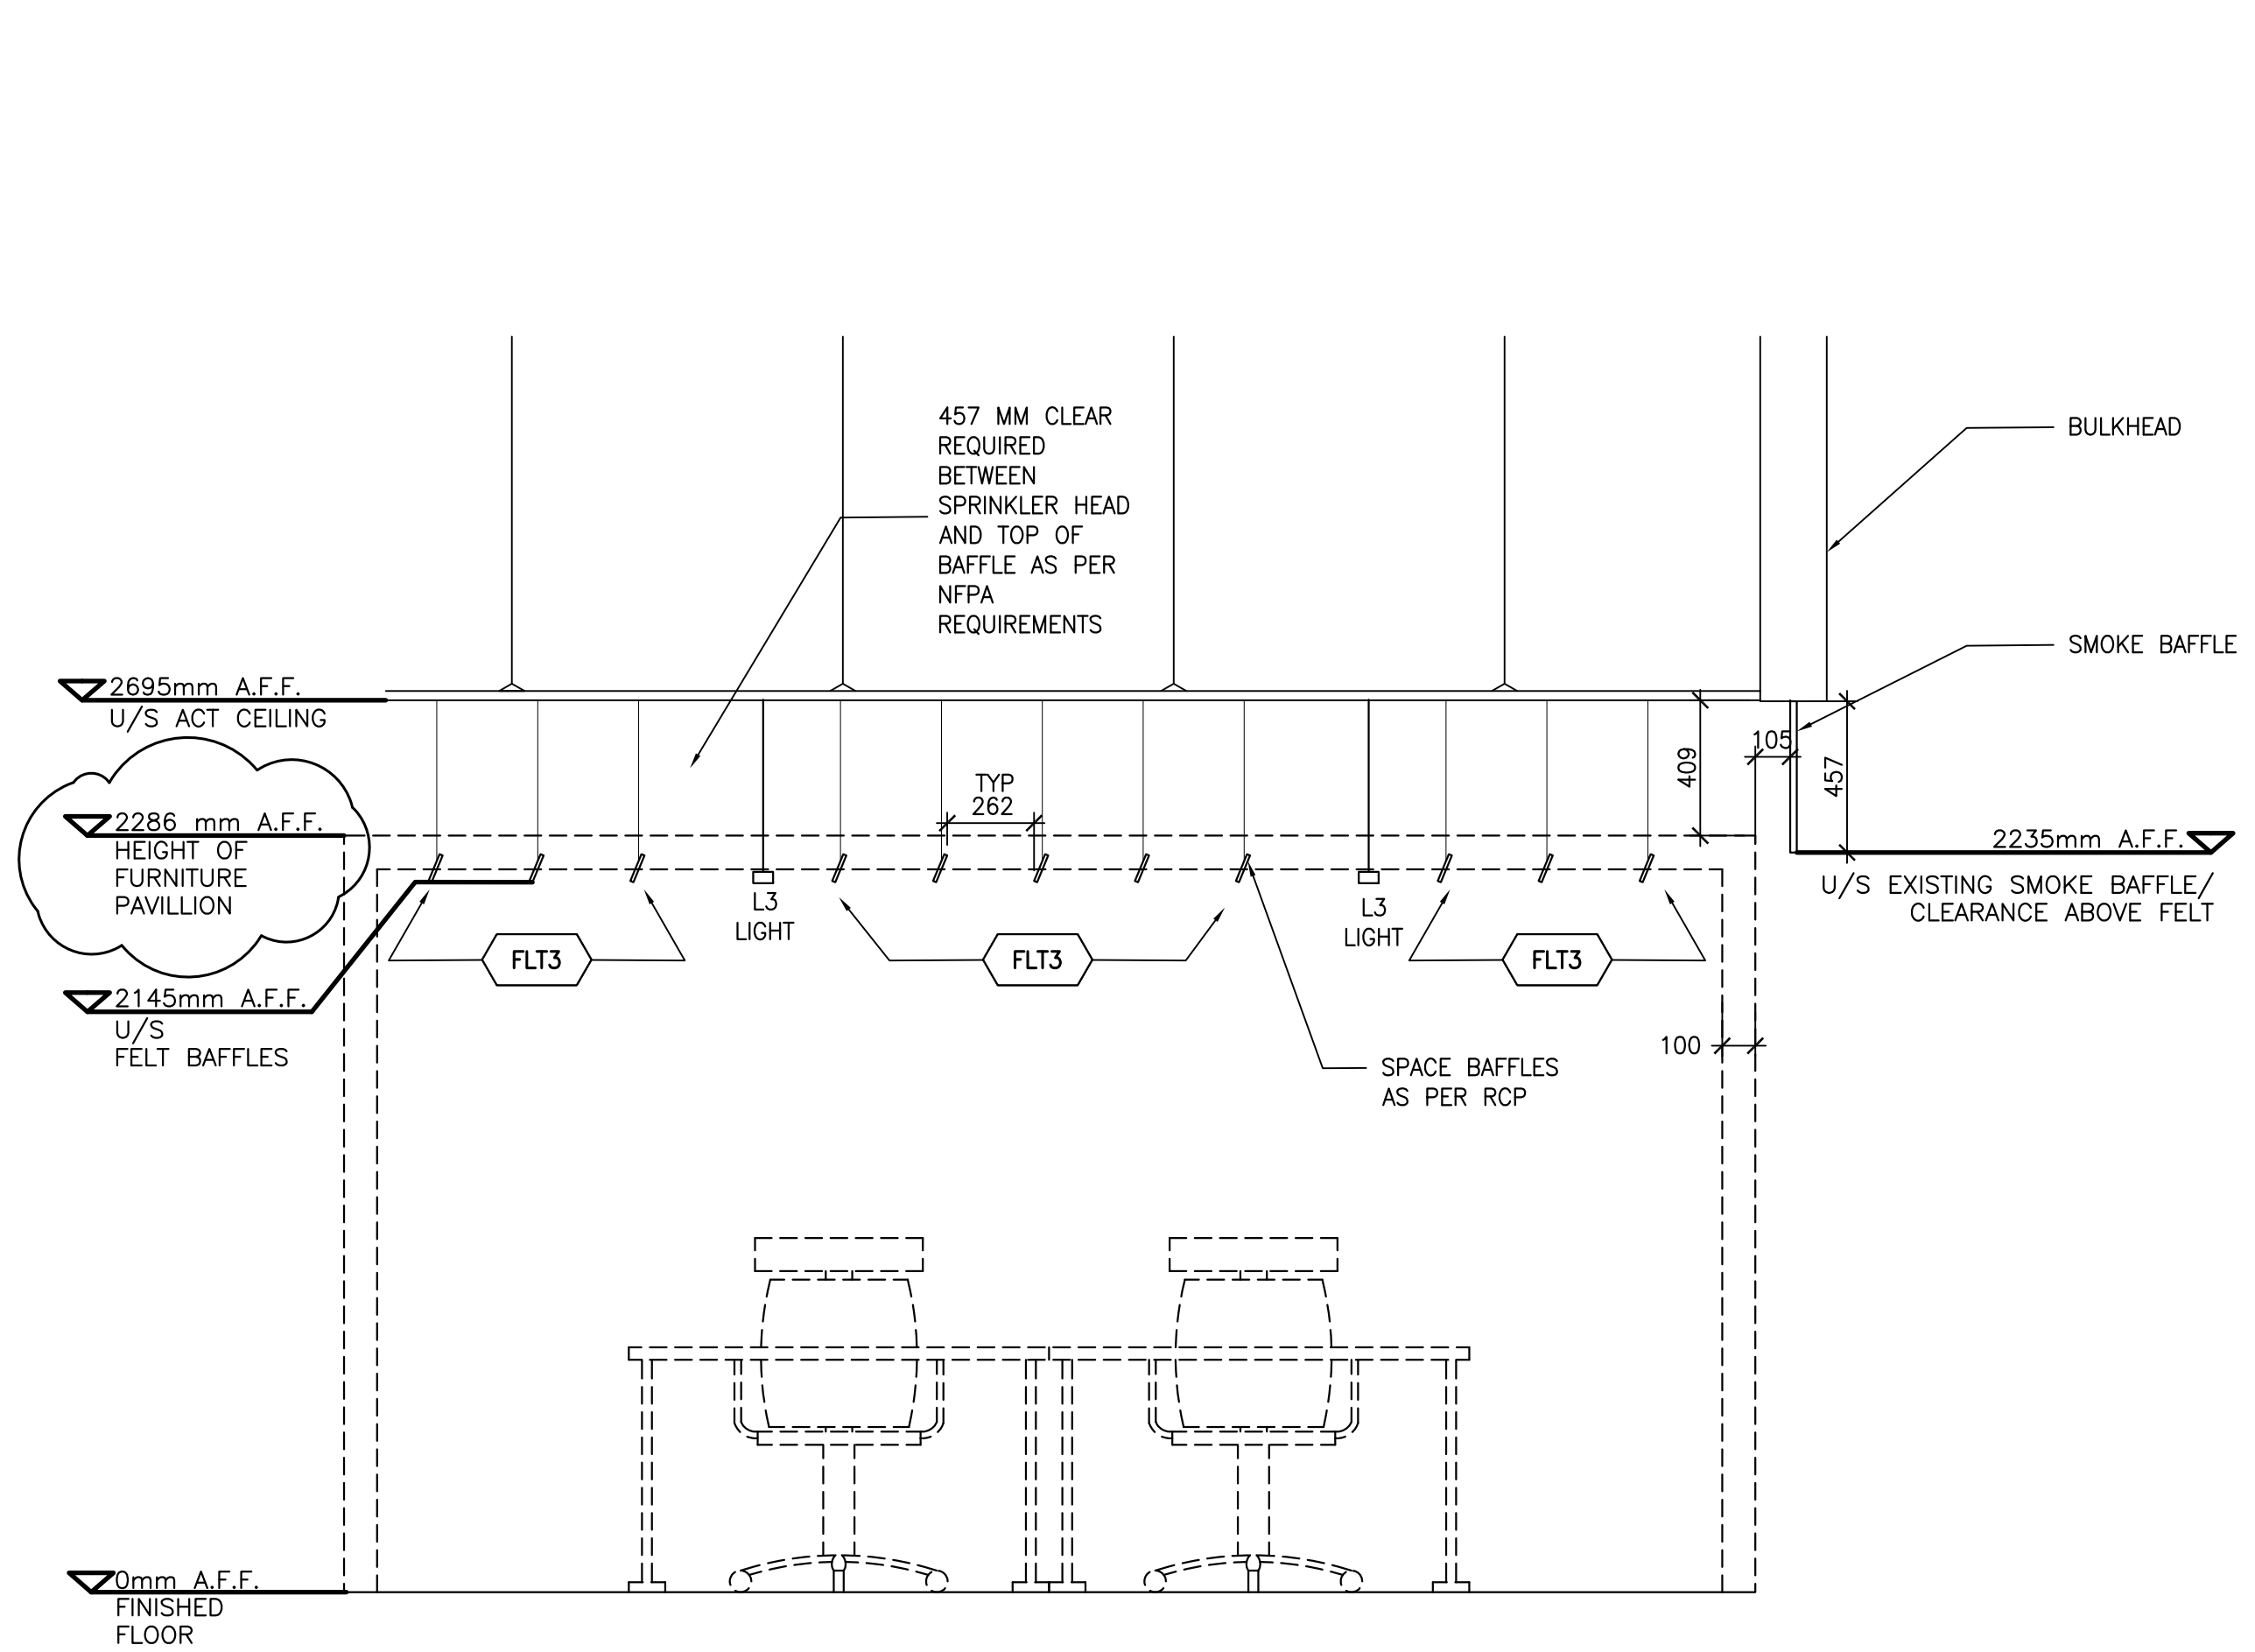 457 MM CLEAR
REQUIRED
BETWEEN
SPRINKLER HEAD
AND TOP OF
BAFFLE AS PER
NFPA
REQUIREMENTS
BULKHEAD
SMOKE BAFFLE
2695mm A.F.F.
U/S ACT CEILING
2286 mm A.F.F.
HEIGHT OF
FURNITURE
PAVILLION
2145mm A.F.F.
U/S
FELT BAFFLES
TYP
262
409
105
457
2235mm A.F.F.
U/S EXISTING SMOKE BAFFLE/
CLEARANCE ABOVE FELT
L3
LIGHT
L3
LIGHT
FLT3
FLT3
FLT3
100
SPACE BAFFLES
AS PER RCP
0mm A.F.F.
FINISHED
FLOOR